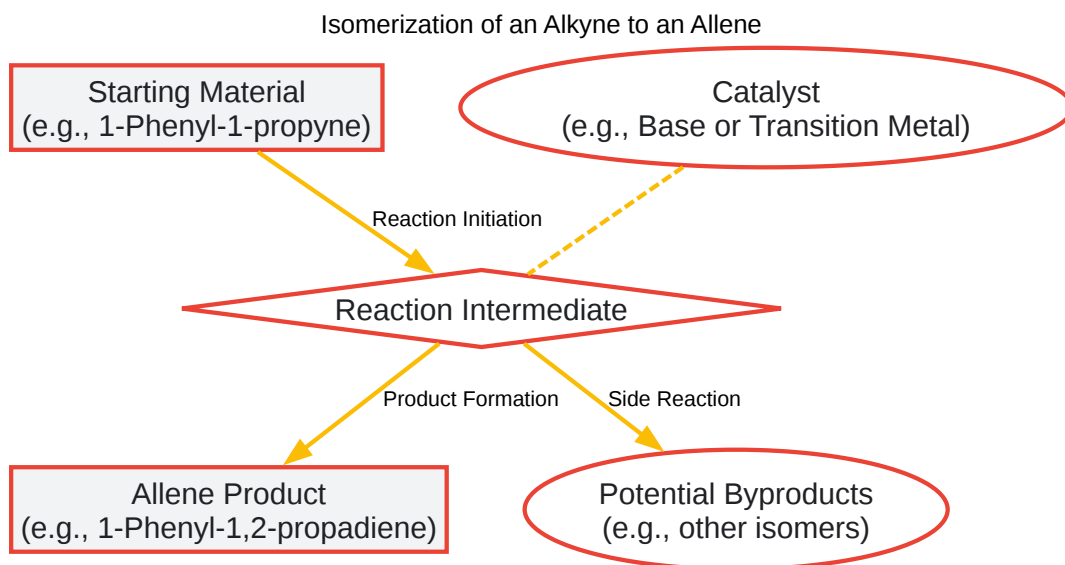 Isomerization of an Alkyne to an Allene
Starting Material
(e.g., 1-Phenyl-1-propyne)
Catalyst
(e.g., Base or Transition Metal)
Reaction Initiation
Reaction Intermediate
Product Formation
Side Reaction
Allene Product
(e.g., 1-Phenyl-1,2-propadiene)
Potential Byproducts
(e.g., other isomers)